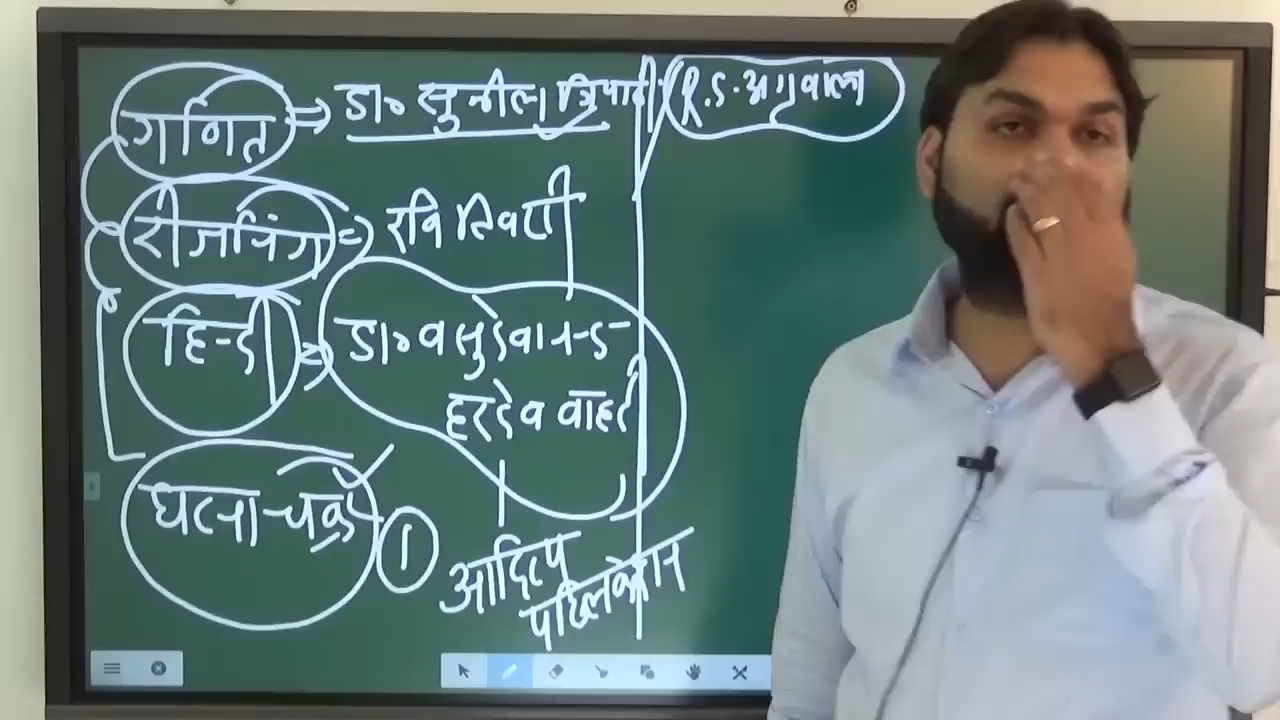 गणित ⇒ डा० सुनील त्रिपाठी (R.S. अग्रवाल
रीजनिंग ⇒ रवि तिवारी
हिन्दी ⇒ डा० वसुदेवानन्द
हरदेव वाहरी
घटना-चक्र ①
आदित्य
पब्लिकेशन